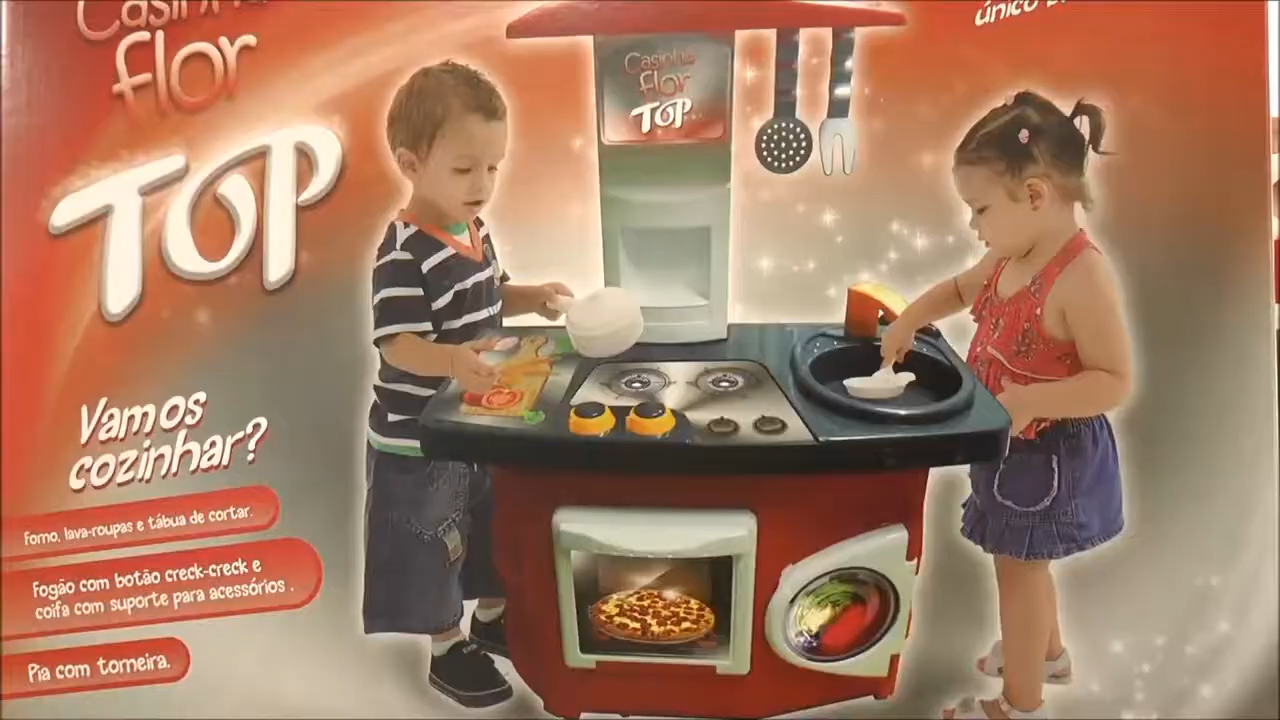 flor
TOP
único
Casinha
flor
TOP
Vamos
cozinhar?
Forno, lava-roupas e tábua de cortar.
Fogão com botão creck-creck e
coifa com suporte para acessórios.
Pia com torneira.